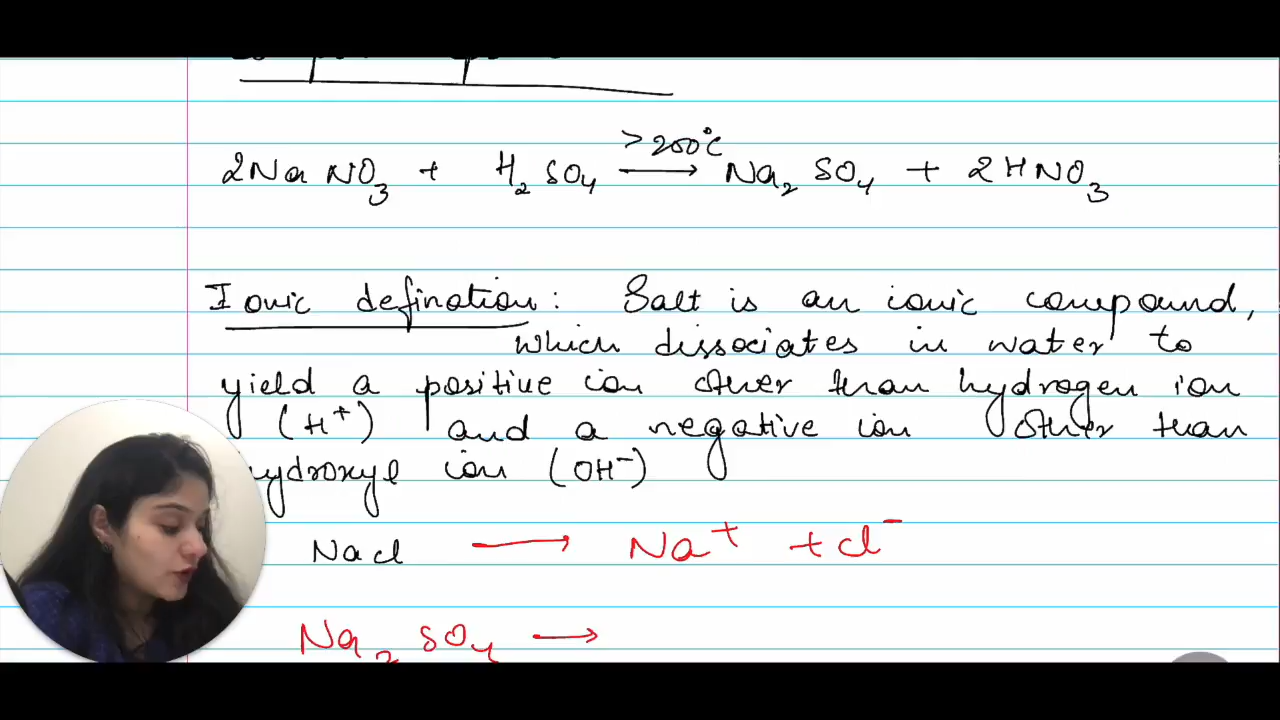 2NaNO₃ + H₂SO₄ →(>200°C) Na₂SO₄ + 2HNO₃
Ionic defination: Salt is an ionic compound,
which dissociates in water to
yield a positive ion other than hydrogen ion
(H⁺) and a negative ion other than
hydroxyl ion (OH⁻)
NaCl → Na⁺ + Cl⁻
Na₂SO₄ →